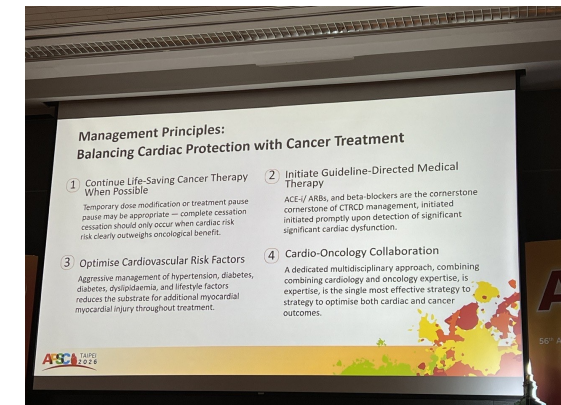 Management Principles:
Balancing Cardiac Protection with Cancer Treatment
1 Continue Life-Saving Cancer Therapy
When Possible
Temporary dose modification or treatment pause
pause may be appropriate — complete cessation
cessation should only occur when cardiac risk
risk clearly outweighs oncological benefit.
2 Initiate Guideline-Directed Medical
Therapy
ACE-i/ ARBs, and beta-blockers are the cornerstone
cornerstone of CTRCD management, initiated
initiated promptly upon detection of significant
significant cardiac dysfunction.
3 Optimise Cardiovascular Risk Factors
Aggressive management of hypertension, diabetes,
diabetes, dyslipidaemia, and lifestyle factors
reduces the substrate for additional myocardial
myocardial injury throughout treatment.
4 Cardio-Oncology Collaboration
A dedicated multidisciplinary approach, combining
combining cardiology and oncology expertise, is
expertise, is the single most effective strategy to
strategy to optimise both cardiac and cancer
outcomes.
APSC TAIPEI
2026
A
56th A